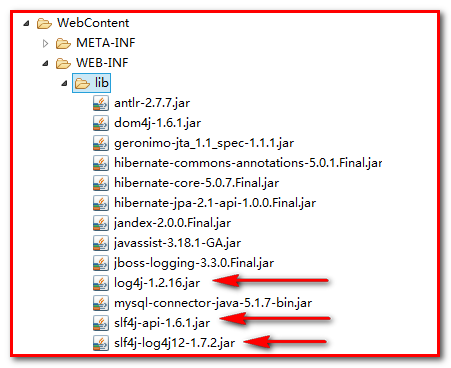 WebContent
META-INF
WEB-INF
lib
antlr-2.7.7.jar
dom4j-1.6.1.jar
geronimo-jta_1.1_spec-1.1.1.jar
hibernate-commons-annotations-5.0.1.Final.jar
hibernate-core-5.0.7.Final.jar
hibernate-jpa-2.1-api-1.0.0.Final.jar
jandex-2.0.0.Final.jar
javassist-3.18.1-GA.jar
jboss-logging-3.3.0.Final.jar
log4j-1.2.16.jar
mysql-connector-java-5.1.7-bin.jar
slf4j-api-1.6.1.jar
slf4j-log4j12-1.7.2.jar